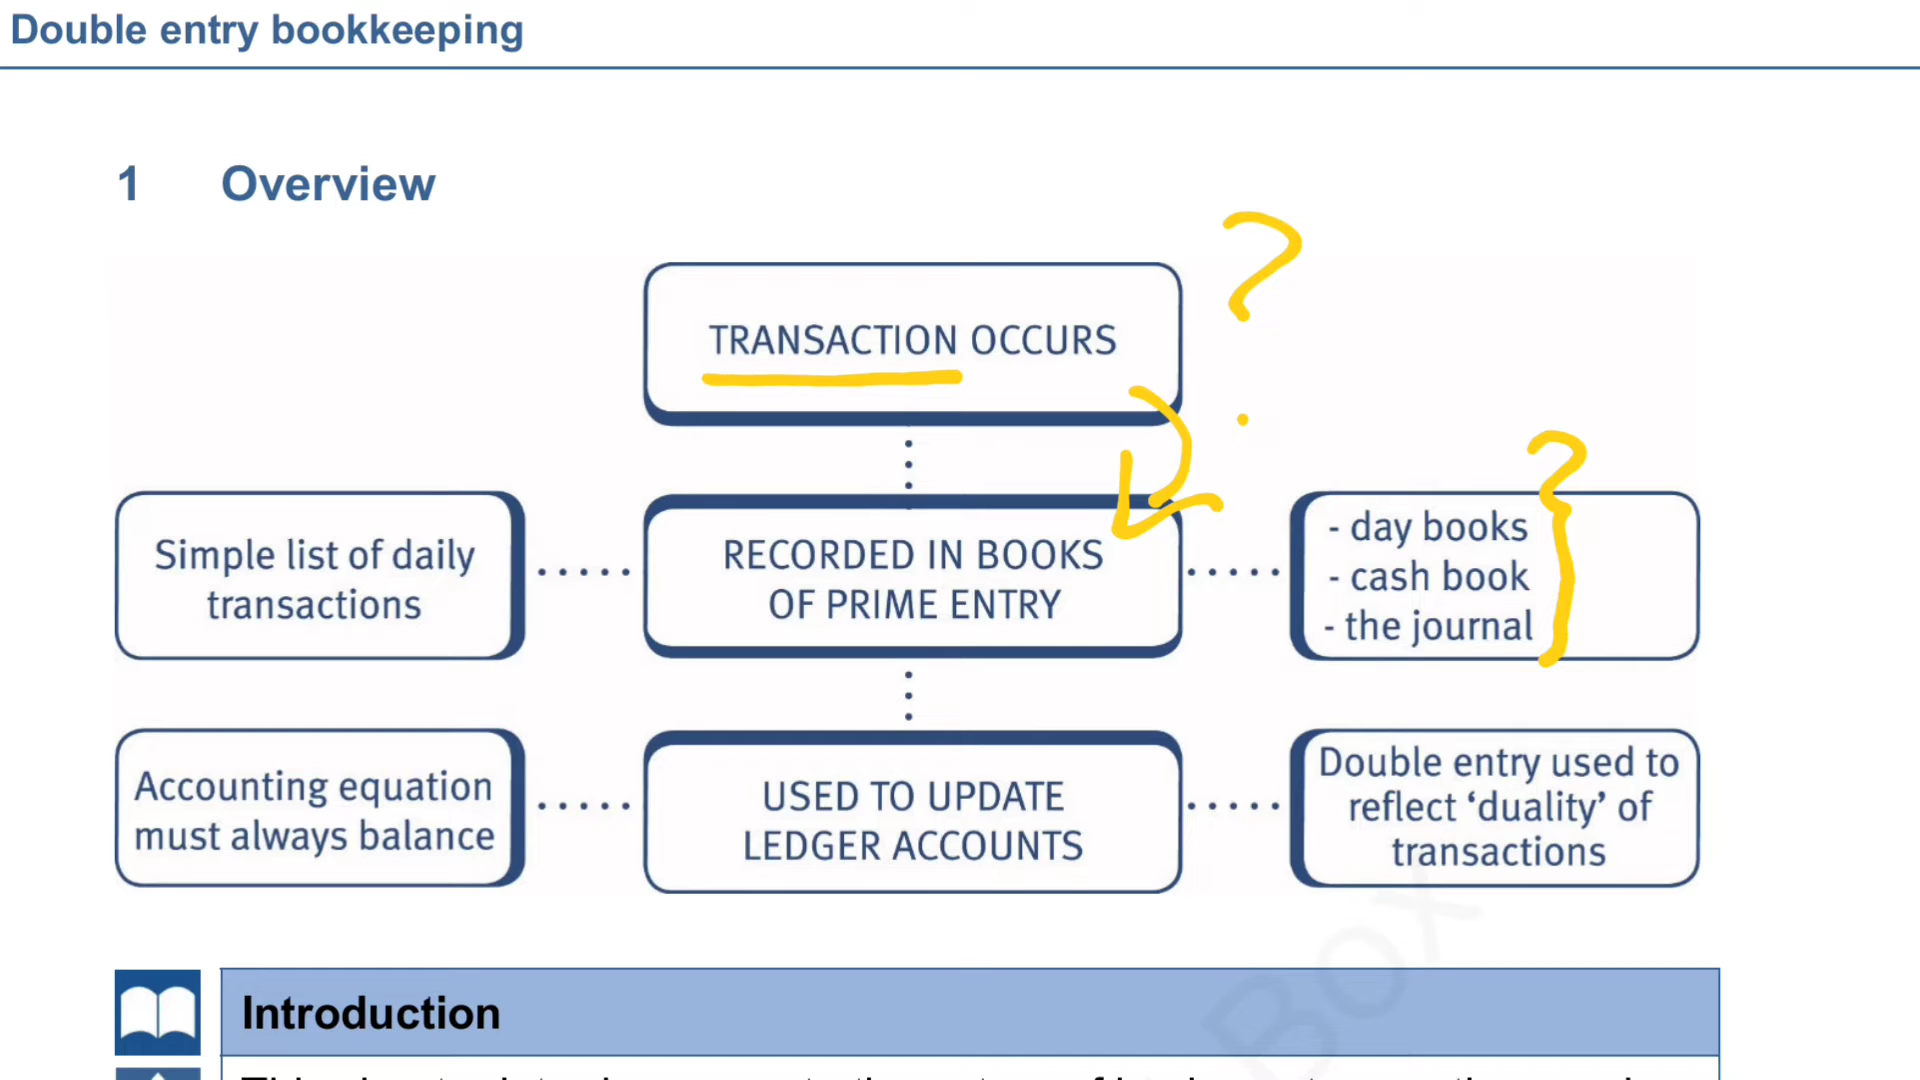 Double entry bookkeeping
1 Overview
TRANSACTION OCCURS
?
Simple list of daily
transactions
RECORDED IN BOOKS
OF PRIME ENTRY
- day books
- cash book
- the journal
?
Accounting equation
must always balance
USED TO UPDATE
LEDGER ACCOUNTS
Double entry used to
reflect ‘duality’ of
transactions
Box
Introduction